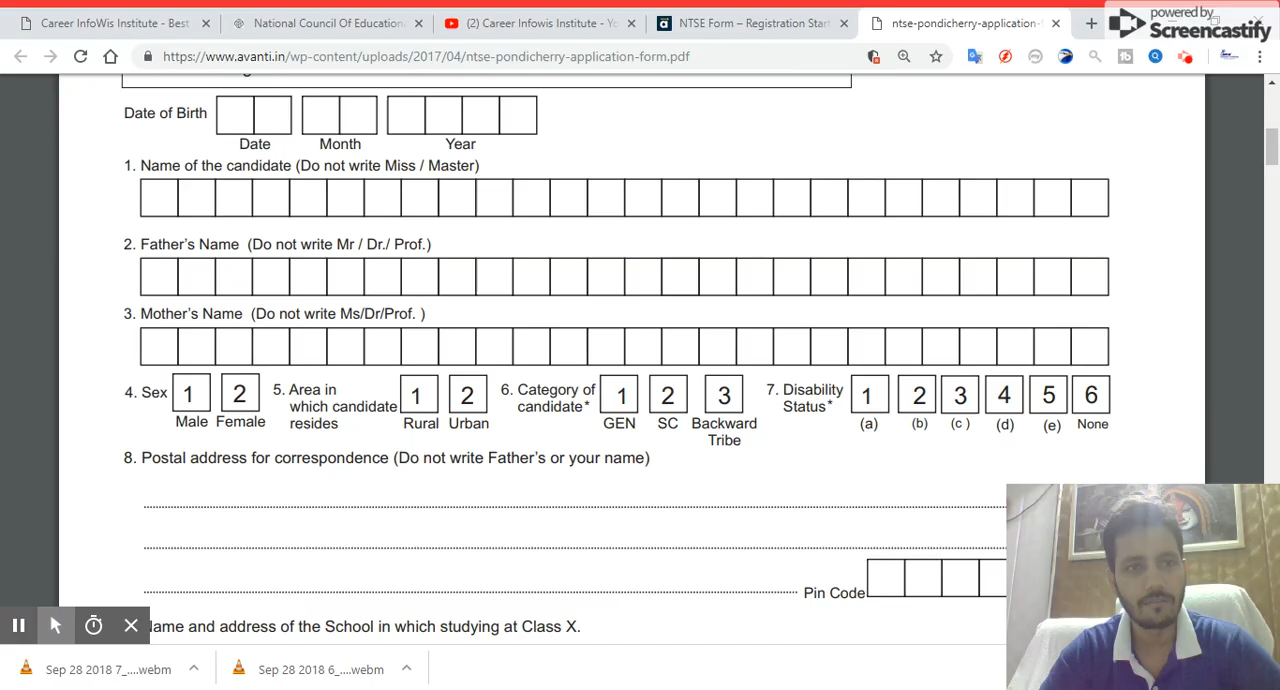 Career InfoWis Institute - Best
National Council Of Educationa
(2) Career Infowis Institute - Yo
NTSE Form – Registration Start
ntse-pondicherry-application-
powered by
Screencastify
https://www.avanti.in/wp-content/uploads/2017/04/ntse-pondicherry-application-form.pdf
Date of Birth
Date
Month
Year
1. Name of the candidate (Do not write Miss / Master)
2. Father's Name (Do not write Mr / Dr./ Prof.)
3. Mother's Name (Do not write Ms/Dr/Prof. )
4. Sex 1 2
Male Female
5. Area in
which candidate
resides
1 2
Rural Urban
6. Category of
candidate*
1 2 3
GEN SC Backward
Tribe
7. Disability
Status*
1 2 3 4 5 6
(a) (b) (c ) (d) (e) None
8. Postal address for correspondence (Do not write Father's or your name)
Pin Code
ame and address of the School in which studying at Class X.
Sep 28 2018 7_....webm
Sep 28 2018 6_....webm